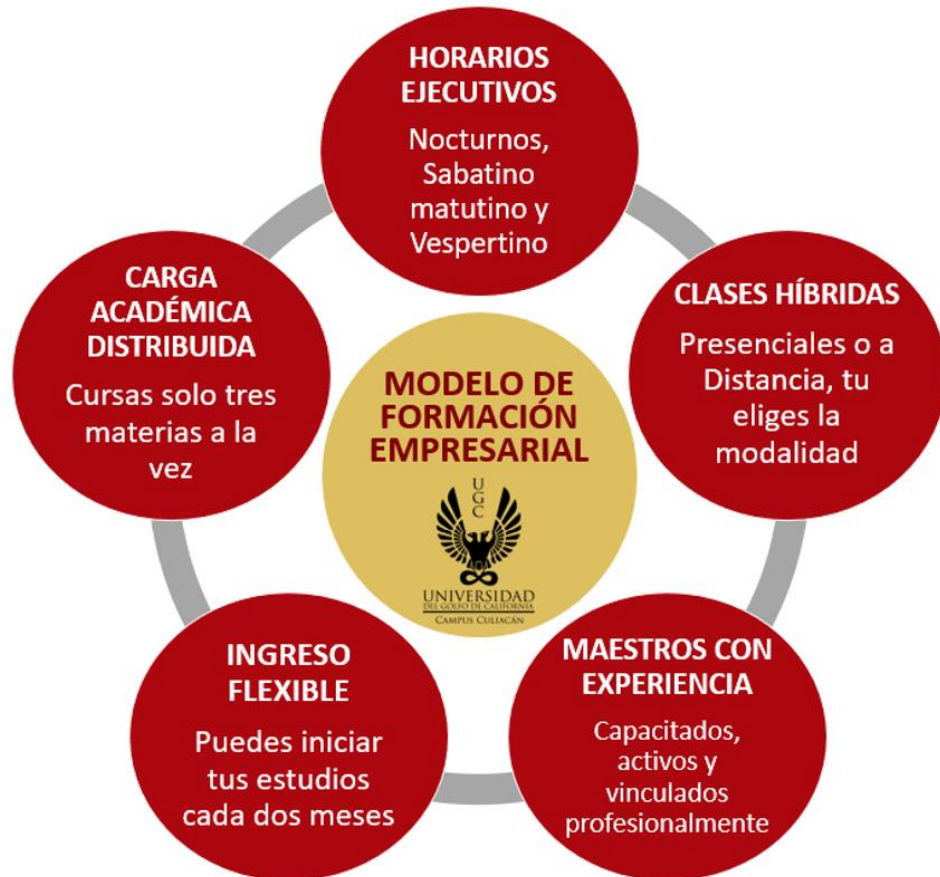 HORARIOS
EJECUTIVOS
Nocturnos,
Sabatino
matutino y
Vespertino
CLASES HÍBRIDAS
Presenciales o a
Distancia, tu
eliges la
modalidad
MAESTROS CON
EXPERIENCIA
Capacitados,
activos y
vinculados
profesionalmente
INGRESO
FLEXIBLE
Puedes iniciar
tus estudios
cada dos meses
CARGA
ACADÉMICA
DISTRIBUIDA
Cursas solo tres
materias a la
vez
MODELO DE
FORMACIÓN
EMPRESARIAL
U
G
C
UNIVERSIDAD
DEL GOLFO DE CALIFORNIA
CAMPUS CULIACÁN